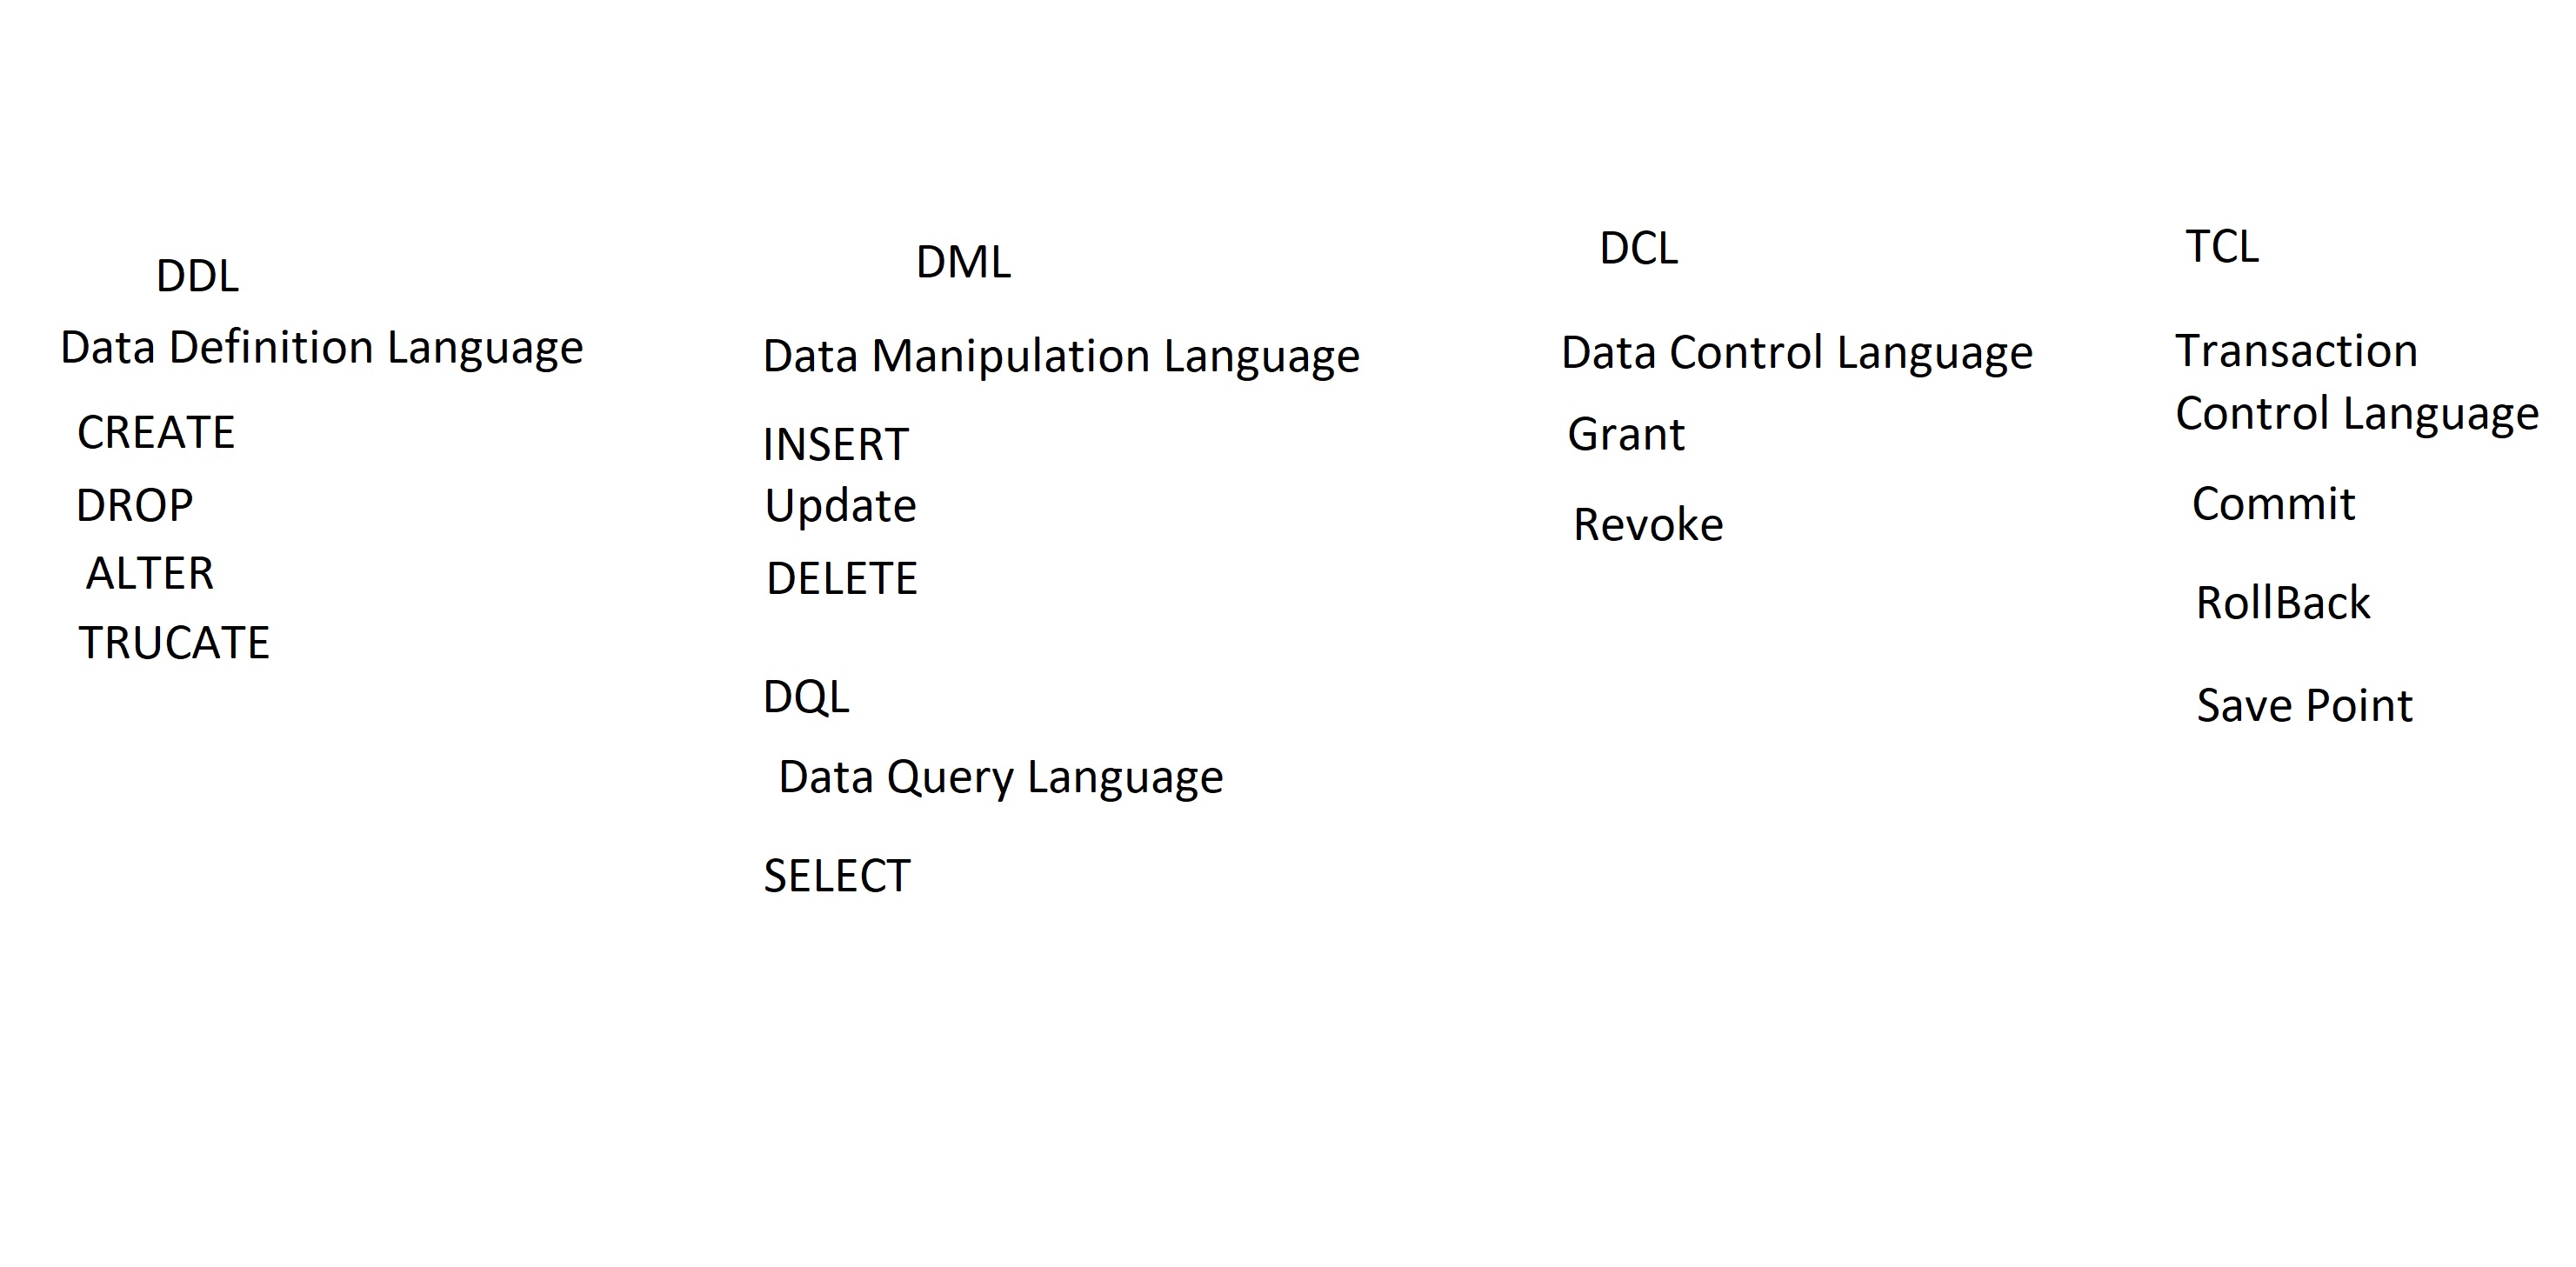 DDL
Data Definition Language
CREATE
DROP
ALTER
TRUCATE
DML
Data Manipulation Language
INSERT
Update
DELETE
DQL
Data Query Language
SELECT
DCL
Data Control Language
Grant
Revoke
TCL
Transaction
Control Language
Commit
RollBack
Save Point